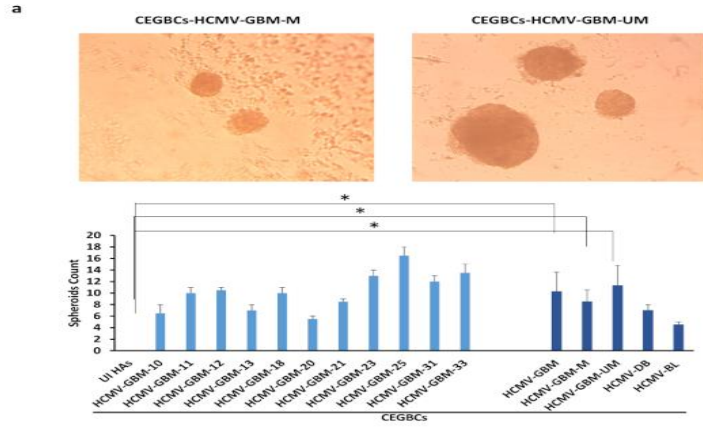 a
CEGBCs-HCMV-GBM-M
CEGBCs-HCMV-GBM-UM
*
*
*
Spheroids Count
20
18
16
14
12
10
8
6
4
2
0
UI HAs
HCMV-GBM-10
HCMV-GBM-11
HCMV-GBM-12
HCMV-GBM-13
HCMV-GBM-18
HCMV-GBM-20
HCMV-GBM-21
HCMV-GBM-23
HCMV-GBM-25
HCMV-GBM-31
HCMV-GBM-33
HCMV-GBM
HCMV-GBM-M
HCMV-GBM-UM
HCMV-DB
HCMV-BL
CEGBCs